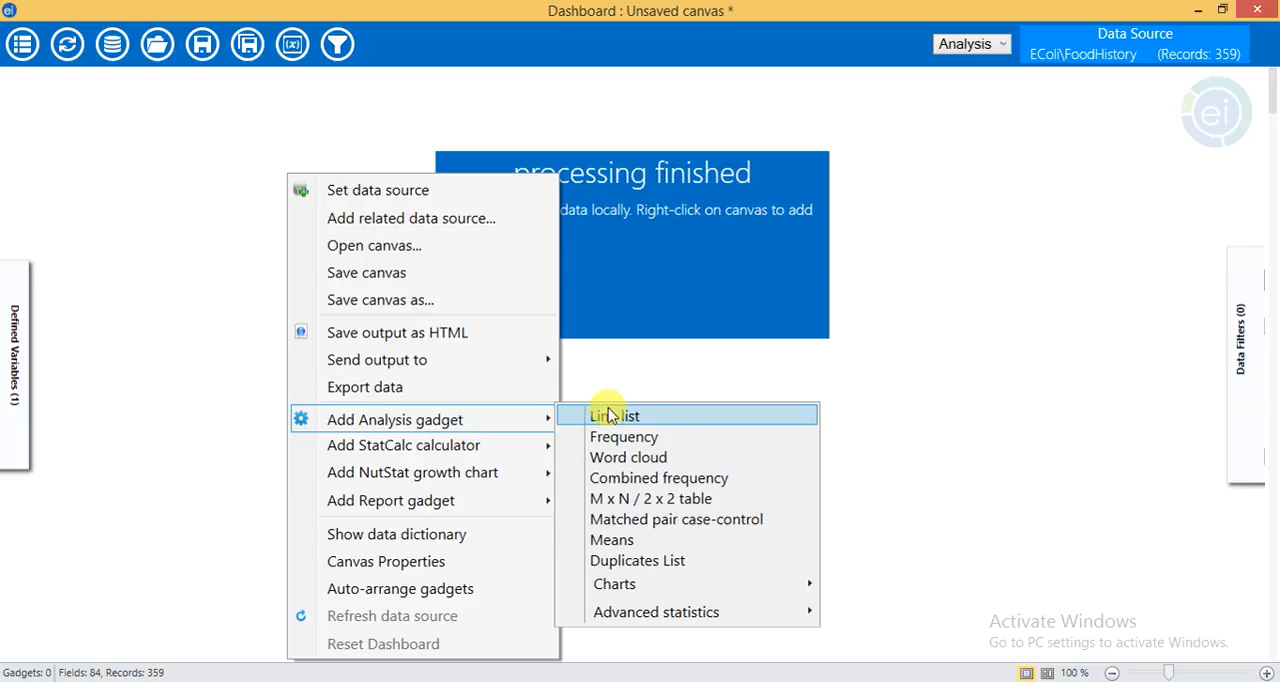 ei
Dashboard : Unsaved canvas *
Analysis
Data Source
EColi\FoodHistory (Records: 359)
ei
processing finished
data locally. Right-click on canvas to add
Set data source
Add related data source...
Open canvas...
Save canvas
Save canvas as...
Save output as HTML
Send output to
Export data
Add Analysis gadget
Add StatCalc calculator
Add NutStat growth chart
Add Report gadget
Show data dictionary
Canvas Properties
Auto-arrange gadgets
Refresh data source
Reset Dashboard
Line list
Frequency
Word cloud
Combined frequency
M x N / 2 x 2 table
Matched pair case-control
Means
Duplicates List
Charts
Advanced statistics
Defined Variables (1)
Data Filters (0)
Activate Windows
Go to PC settings to activate Windows.
Gadgets: 0 Fields: 84, Records: 359
100 %